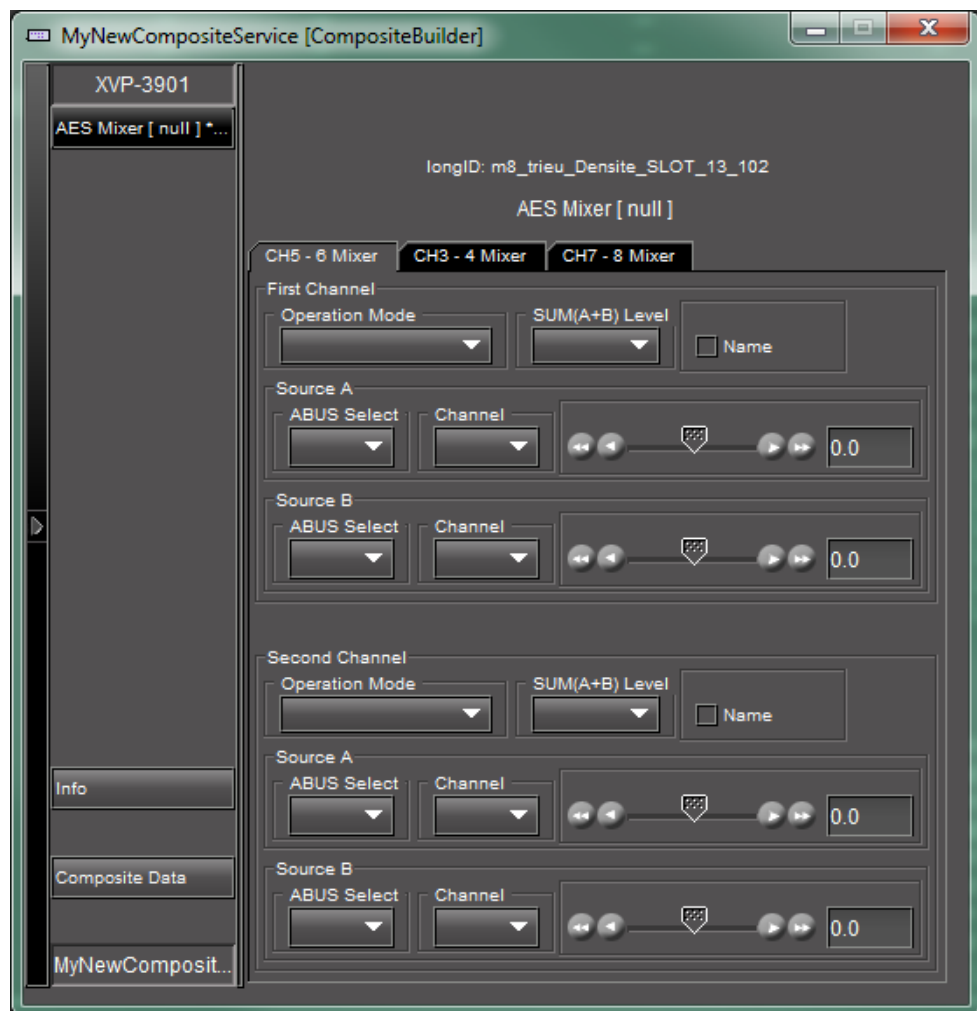 MyNewCompositeService [CompositeBuilder]
XVP-3901
AES Mixer [ null ] *...
longID: m8_trieu_Densite_SLOT_13_102
AES Mixer [ null ]
CH5 - 6 Mixer CH3 - 4 Mixer CH7 - 8 Mixer
First Channel
Operation Mode SUM(A+B) Level
Name
Source A
ABUS Select Channel
0.0
Source B
ABUS Select Channel
0.0
Second Channel
Operation Mode SUM(A+B) Level
Name
Source A
ABUS Select Channel
0.0
Source B
ABUS Select Channel
0.0
Info
Composite Data
MyNewComposit...